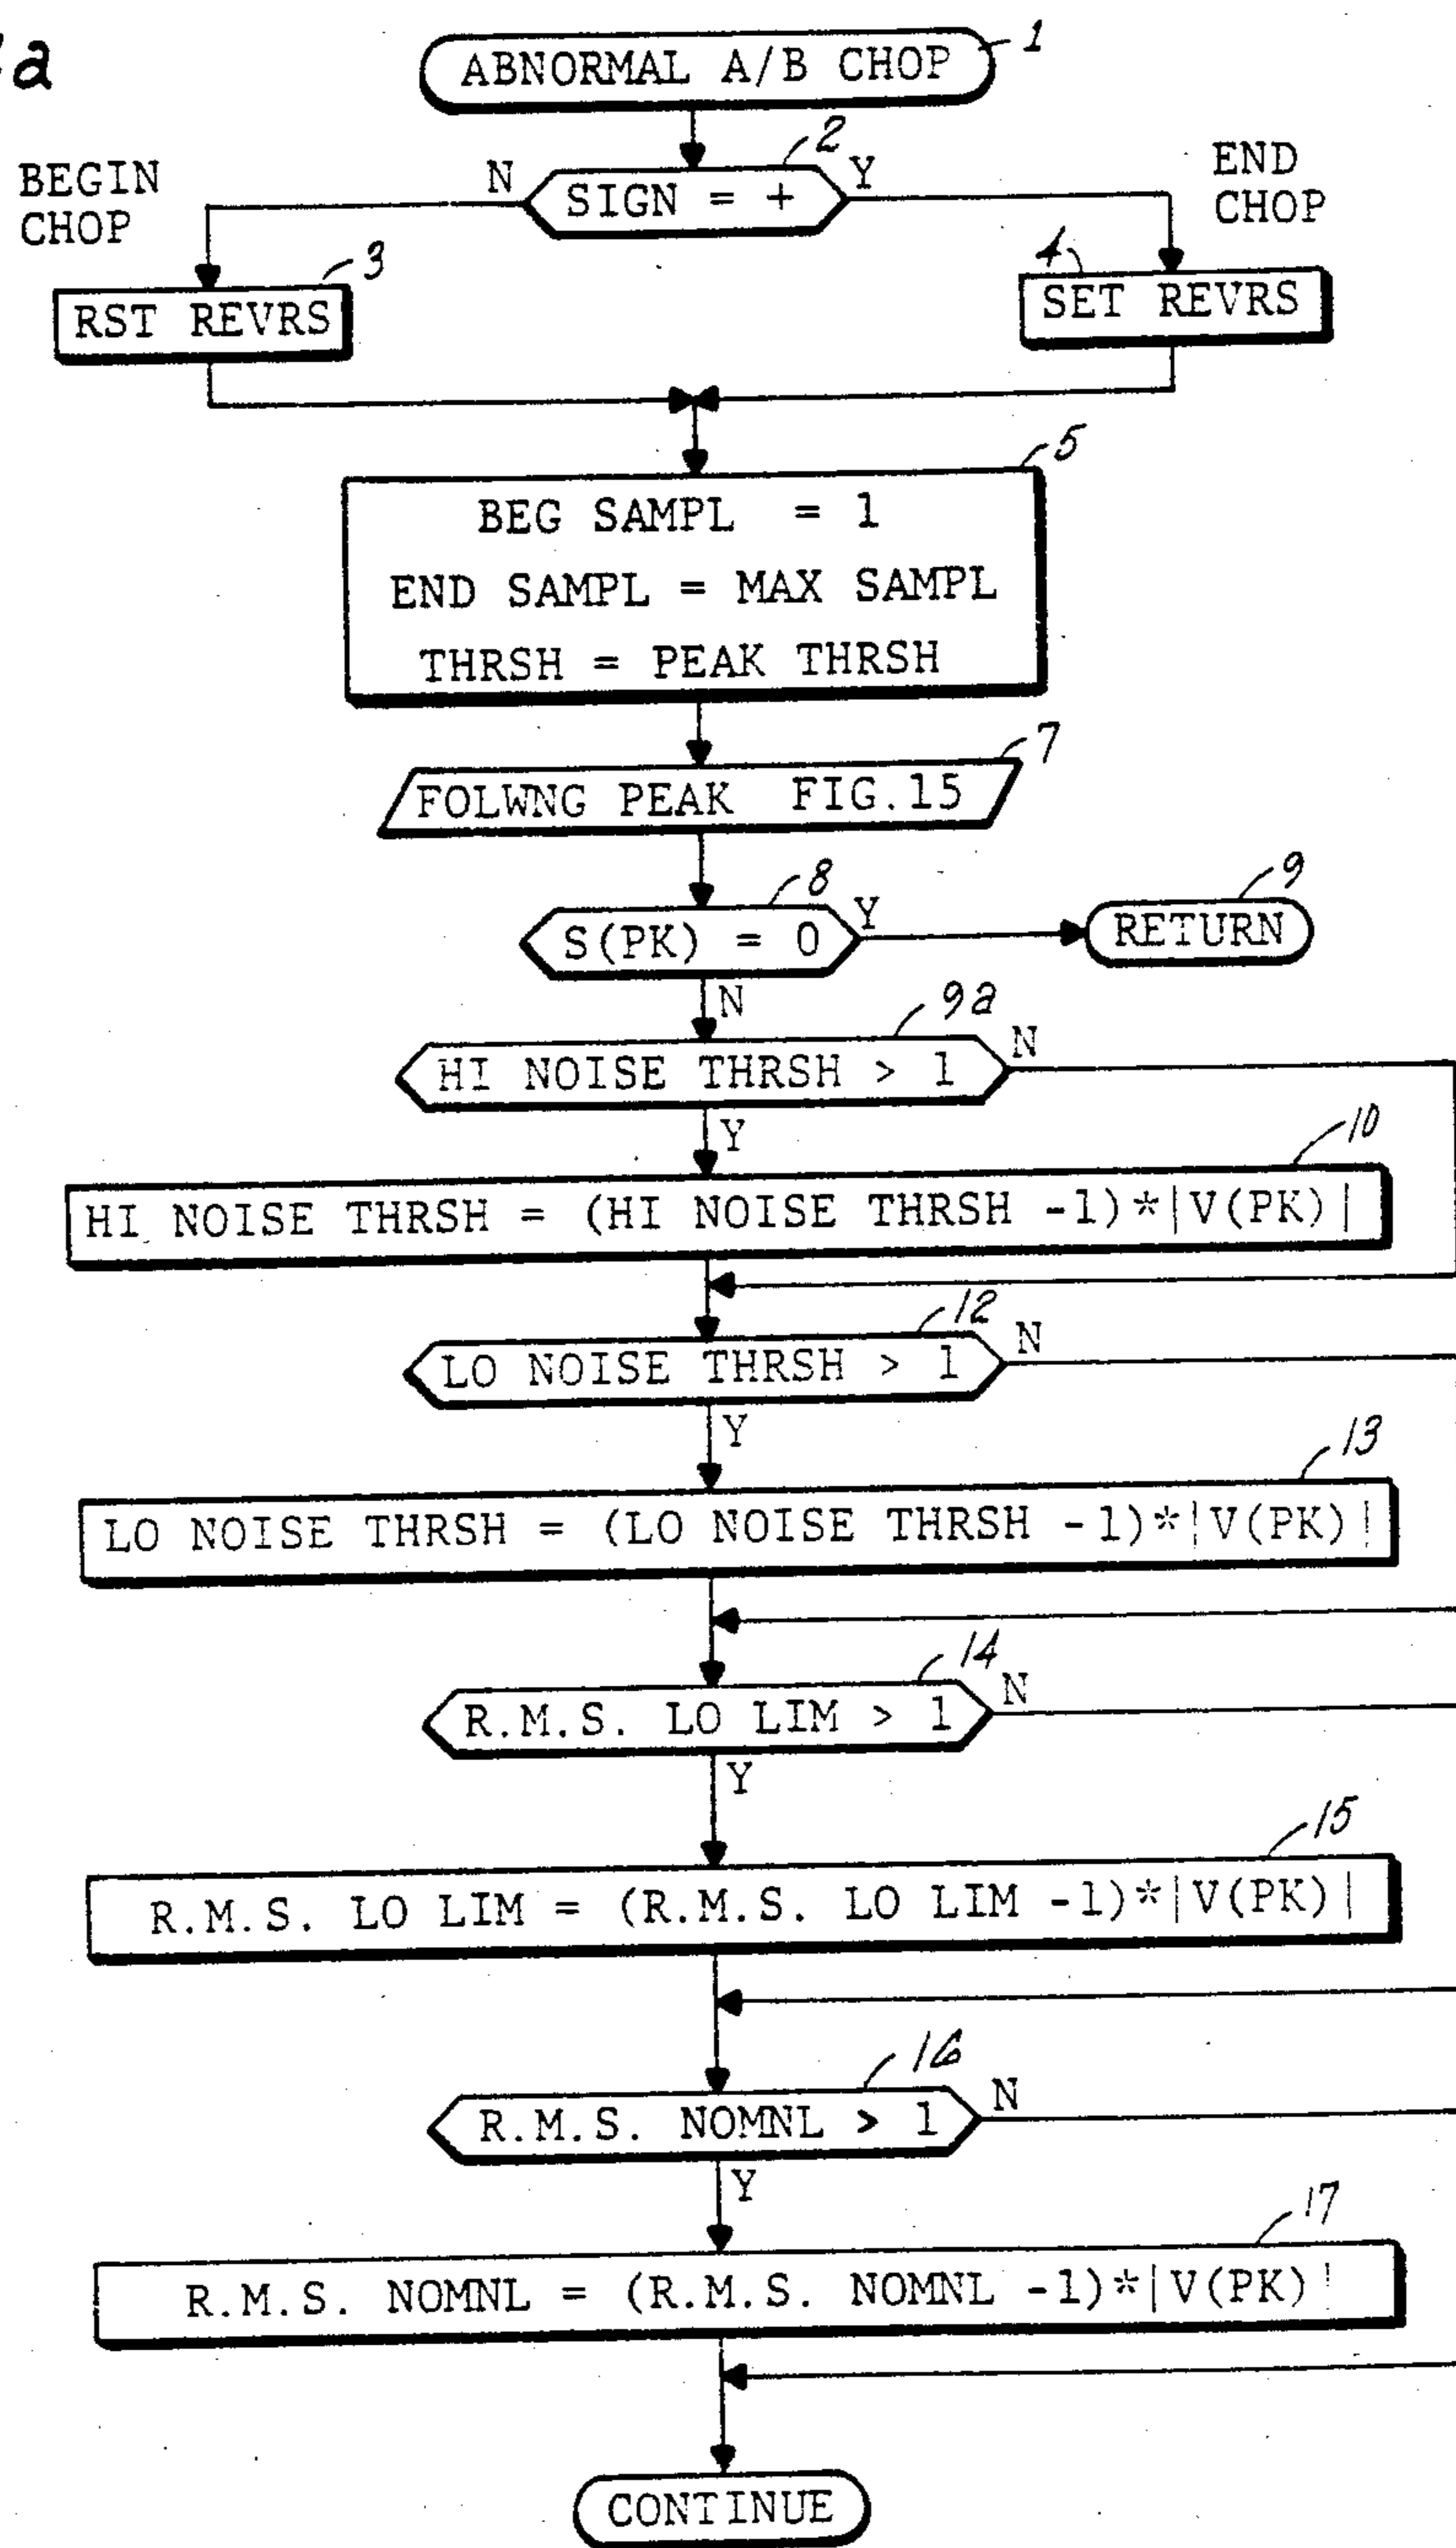 a
ABNORMAL A/B CHOP
1
2
BEGIN
CHOP
N
SIGN = +
Y
END
CHOP
3
RST REVRS
4
SET REVRS
5
BEG SAMPL = 1
END SAMPL = MAX SAMPL
THRSH = PEAK THRSH
7
FOLWNG PEAK FIG.15
8
S(PK) = 0
Y
9
RETURN
N
9a
HI NOISE THRSH > 1
N
Y
10
HI NOISE THRSH = (HI NOISE THRSH -1)*|V(PK)|
12
LO NOISE THRSH > 1
N
Y
13
LO NOISE THRSH = (LO NOISE THRSH -1)*|V(PK)|
14
R.M.S. LO LIM > 1
N
Y
15
R.M.S. LO LIM = (R.M.S. LO LIM -1)*|V(PK)|
16
R.M.S. NOMNL > 1
N
Y
17
R.M.S. NOMNL = (R.M.S. NOMNL -1)*|V(PK)|
CONTINUE